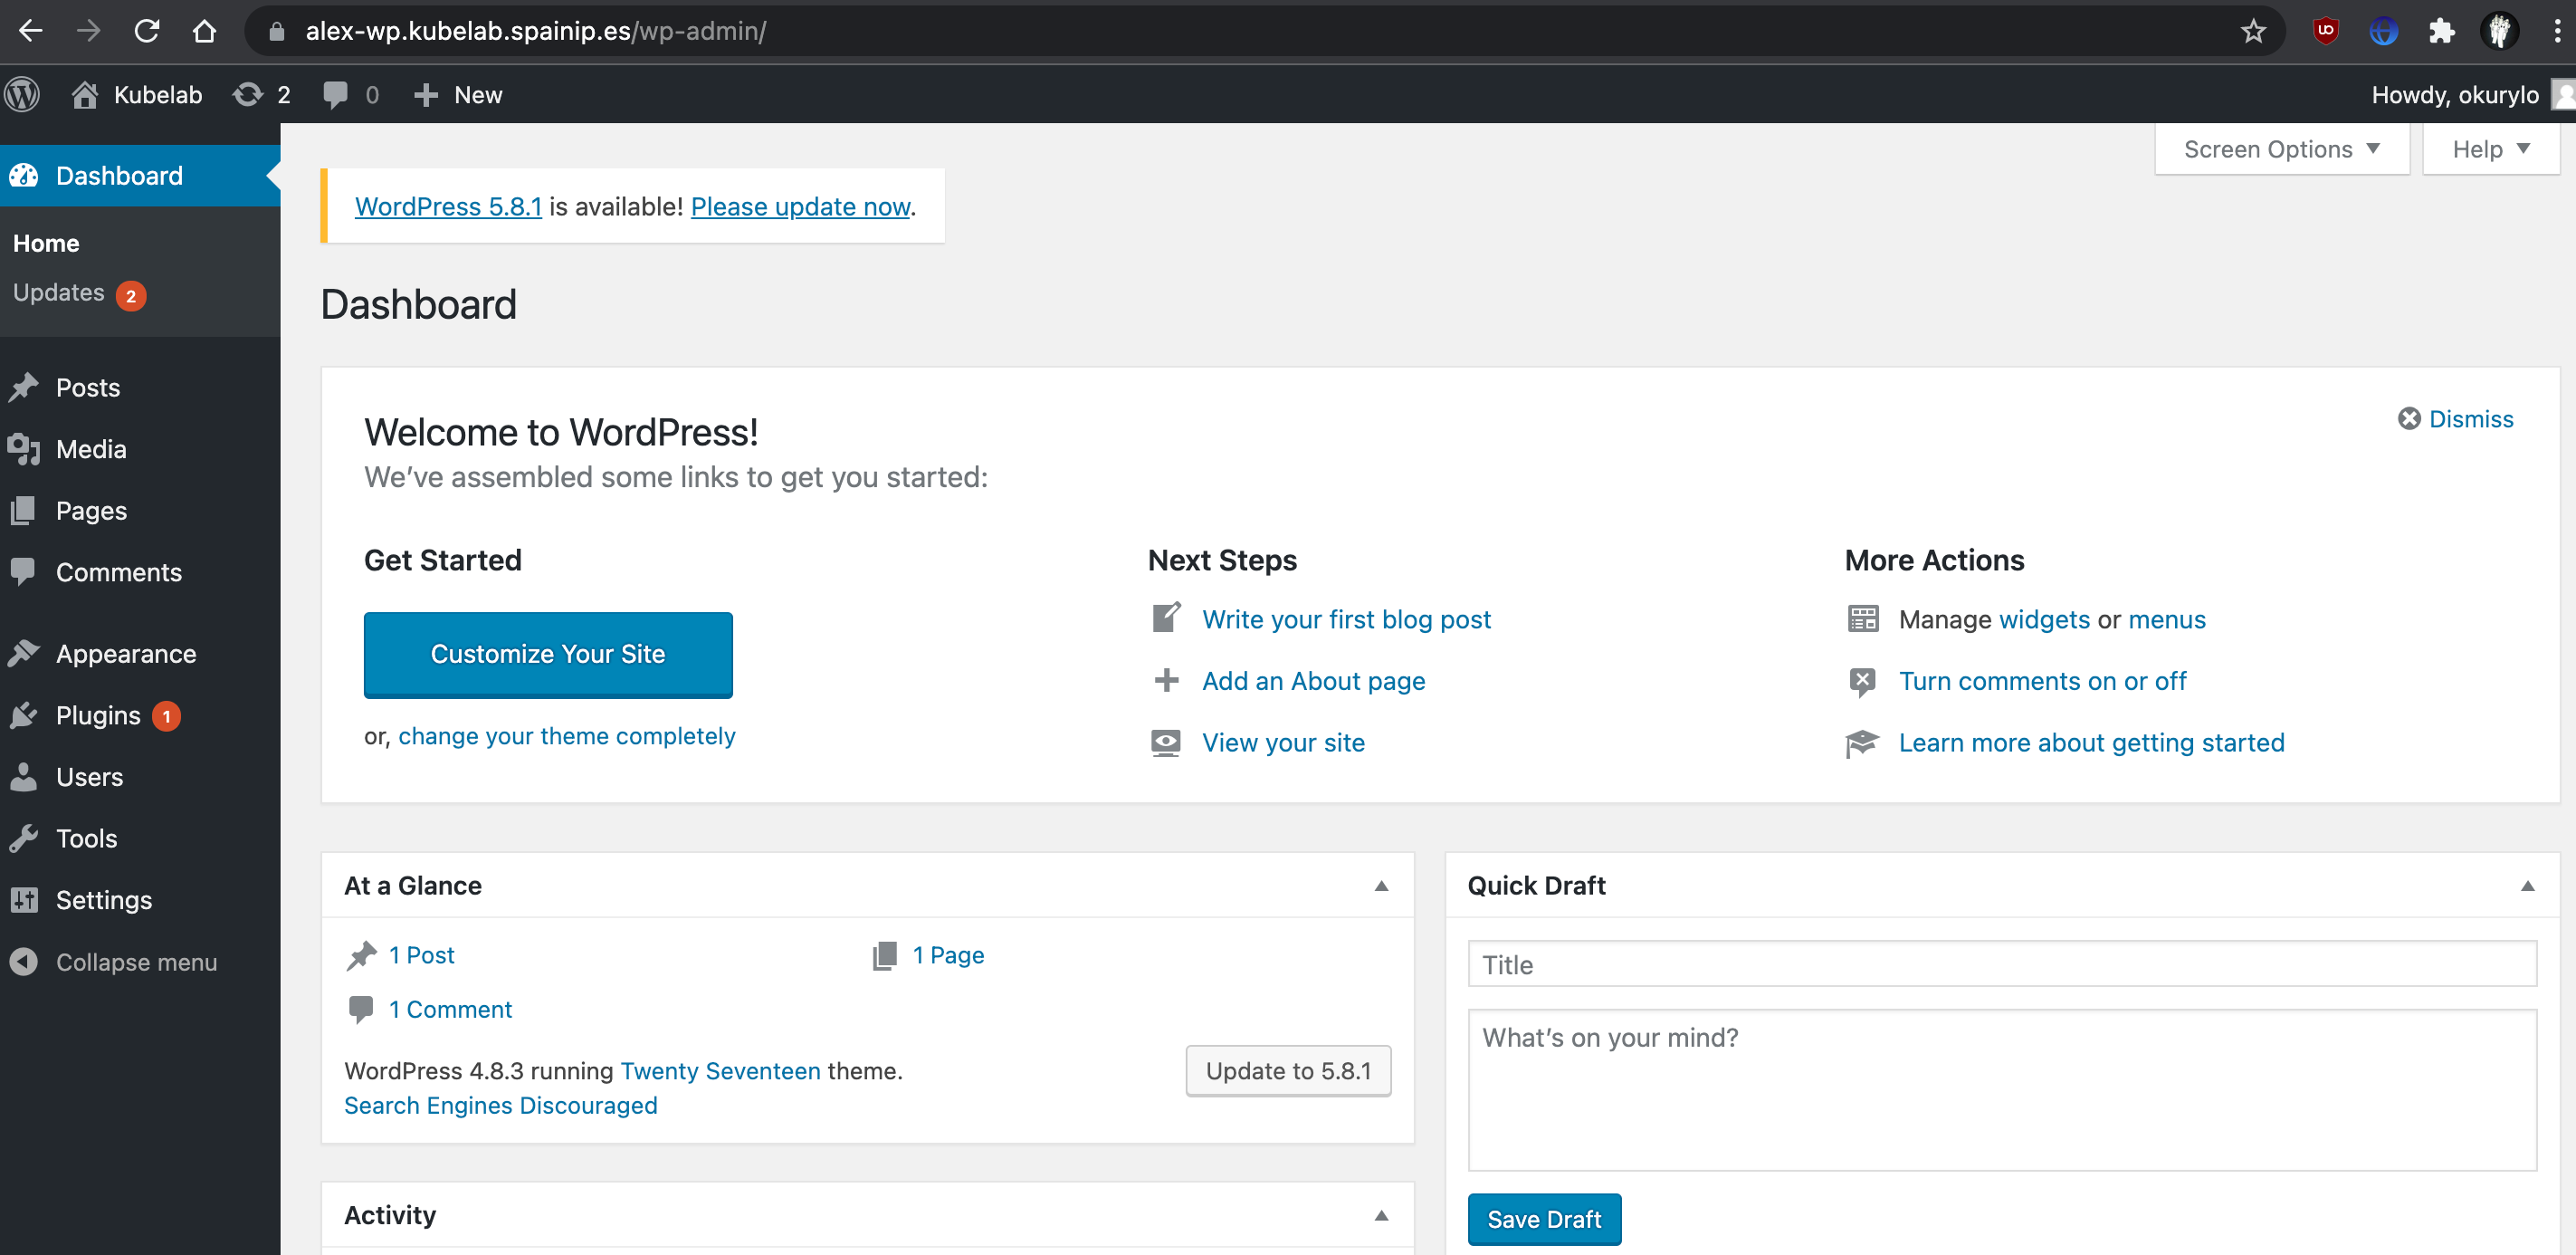 alex-wp.kubelab.spainip.es/wp-admin/
Kubelab 2 0 New
Howdy, okurylo
Dashboard
Home
Updates 2
Posts
Media
Pages
Comments
Appearance
Plugins 1
Users
Tools
Settings
Collapse menu
Screen Options
Help
WordPress 5.8.1 is available! Please update now.
Dashboard
Welcome to WordPress!
We’ve assembled some links to get you started:
Dismiss
Get Started
Customize Your Site
or, change your theme completely
Next Steps
Write your first blog post
Add an About page
View your site
More Actions
Manage widgets or menus
Turn comments on or off
Learn more about getting started
At a Glance
1 Post
1 Page
1 Comment
WordPress 4.8.3 running Twenty Seventeen theme.
Update to 5.8.1
Search Engines Discouraged
Activity
Quick Draft
Title
What’s on your mind?
Save Draft